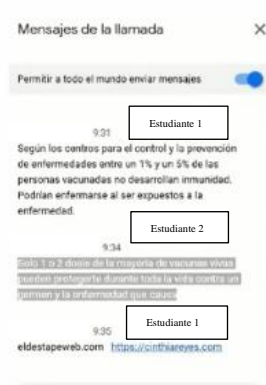 Mensajes de la llamada
Permitir a todo el mundo enviar mensajes
9:31 Estudiante 1
Según los centros para el control y la prevención
de enfermedades entre un 1% y un 5% de las
personas vacunadas no desarrollan inmunidad.
Podrían enfermarse al ser expuestos a la
enfermedad.
9:34 Estudiante 2
Solo 1 o 2 dosis de la mayoría de vacunas vivas
pueden protegerte durante toda la vida contra un
germen y la enfermedad que causa
9:35 Estudiante 1
eldestapeweb.com https://cinthiareyes.com